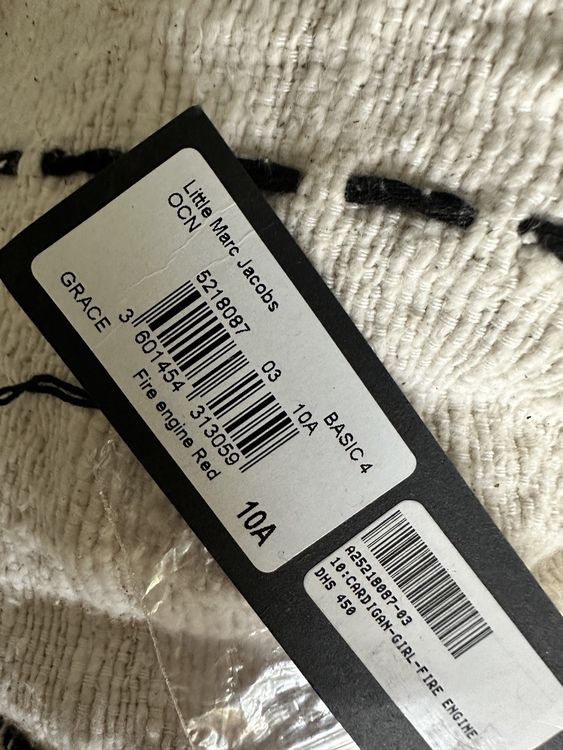 Little Marc Jacobs
OCN
5218087 03 10A BASIC 4
GRACE
3 601454 313059
Fire engine Red
10A
A25218087-03
10:CARDIGAN-GIRL-FIRE ENGINE
DHS 450